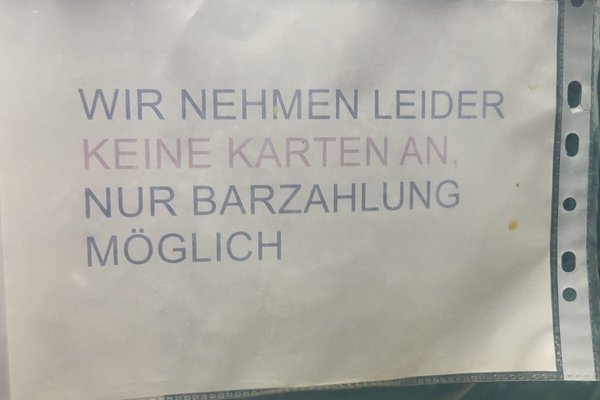 WIR NEHMEN LEIDER
KEINE KARTEN AN,
NUR BARZAHLUNG
MÖGLICH